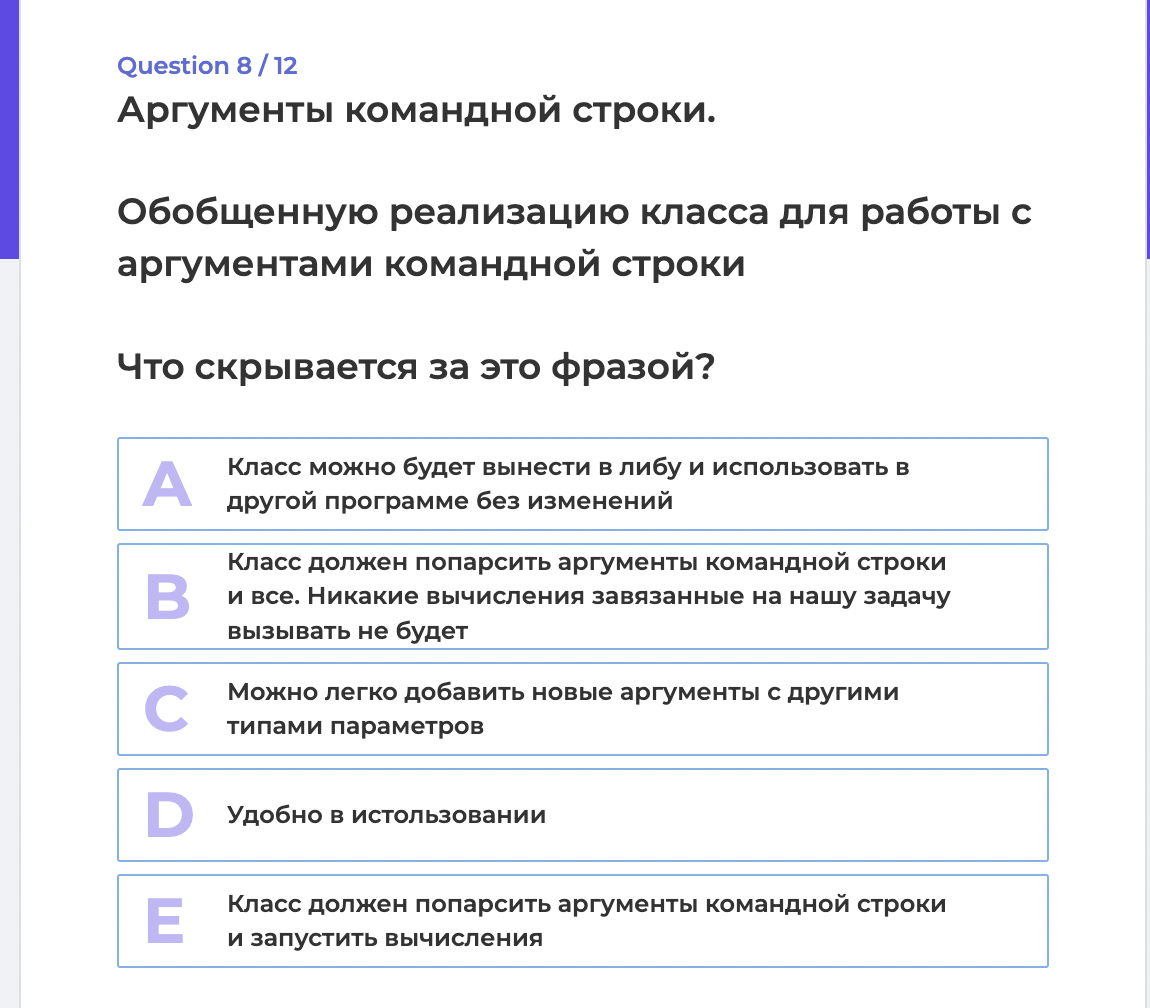 Question 8 / 12
Аргументы командной строки.
Обобщенную реализацию класса для работы с
аргументами командной строки
Что скрывается за это фразой?
A
Класс можно будет вынести в либу и использовать в
другой программе без изменений
B
Класс должен попарсить аргументы командной строки
и все. Никакие вычисления завязанные на нашу задачу
вызывать не будет
C
Можно легко добавить новые аргументы с другими
типами параметров
D
Удобно в истользовании
E
Класс должен попарсить аргументы командной строки
и запустить вычисления